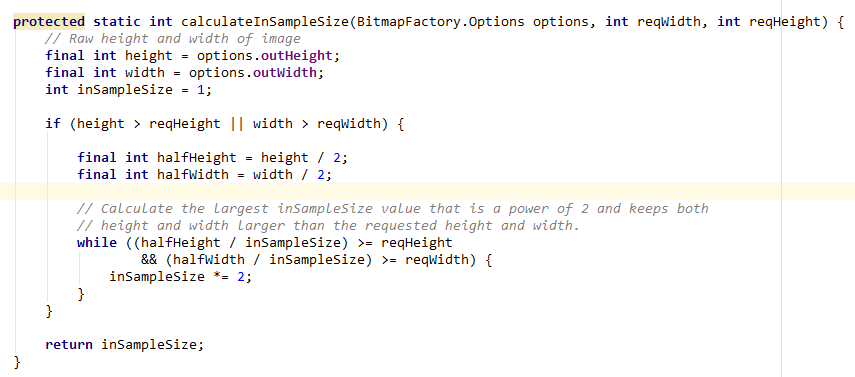 protected static int calculateInSampleSize(BitmapFactory.Options options, int reqWidth, int reqHeight) {
    // Raw height and width of image
    final int height = options.outHeight;
    final int width = options.outWidth;
    int inSampleSize = 1;

    if (height > reqHeight || width > reqWidth) {

        final int halfHeight = height / 2;
        final int halfWidth = width / 2;

        // Calculate the largest inSampleSize value that is a power of 2 and keeps both
        // height and width larger than the requested height and width.
        while ((halfHeight / inSampleSize) >= reqHeight
                && (halfWidth / inSampleSize) >= reqWidth) {
            inSampleSize *= 2;
        }
    }

    return inSampleSize;
}